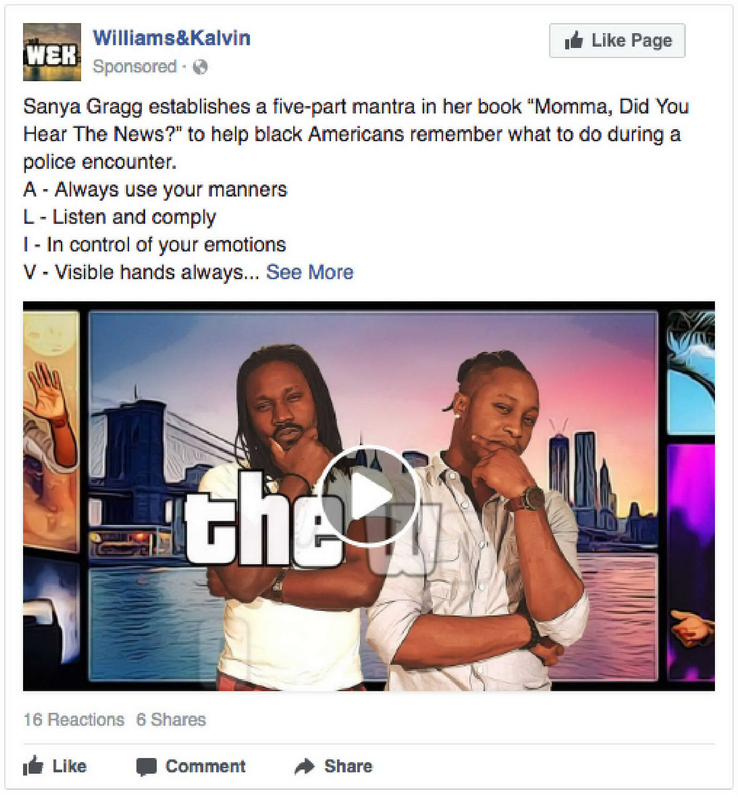 W&K
Williams&Kalvin
Like Page
Sponsored ·
Sanya Gragg establishes a five-part mantra in her book “Momma, Did You
Hear The News?" to help black Americans remember what to do during a
police encounter.
A - Always use your manners
L - Listen and comply
I - In control of your emotions
V - Visible hands always... See More
the w
16 Reactions 6 Shares
Like Comment Share